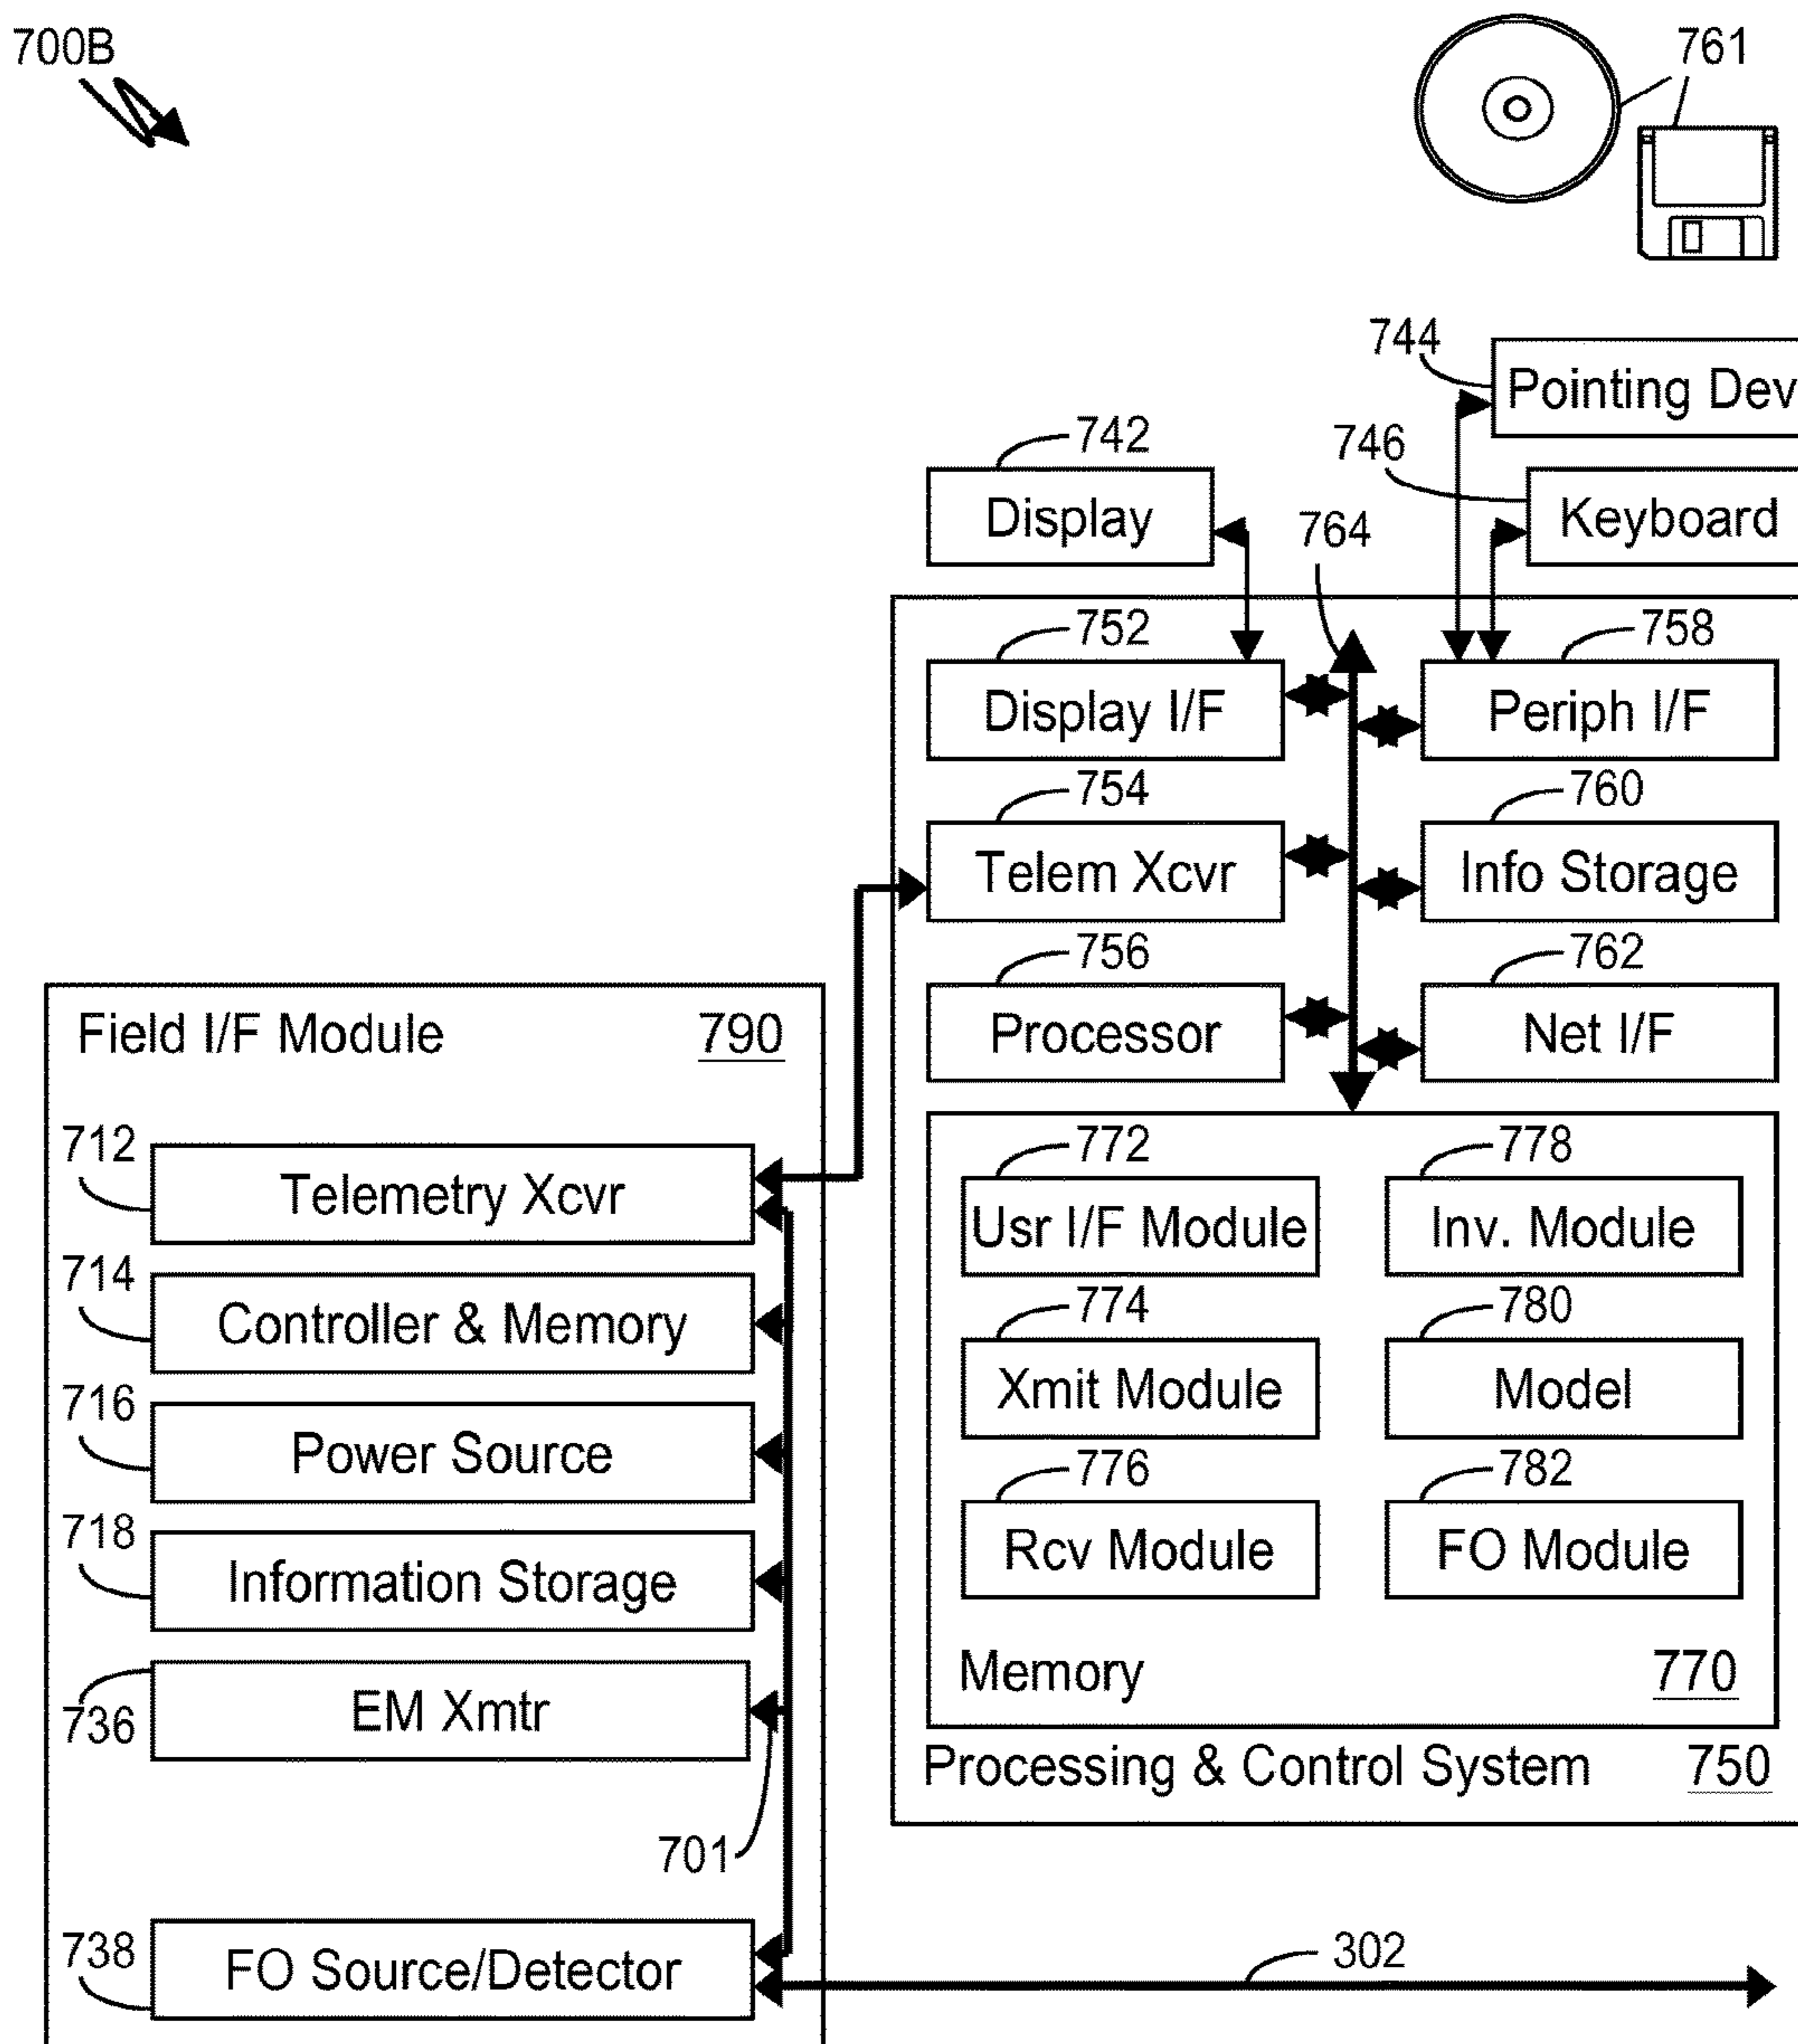 700B
761
744
Pointing Dev
742
746
Display
764
Keyboard
752
758
Display I/F
Periph I/F
754
760
Telem Xcvr
Info Storage
756
762
Processor
Net I/F
Field I/F Module 790
712
Telemetry Xcvr
714
Controller & Memory
716
Power Source
718
Information Storage
736
EM Xmtr
701
738
FO Source/Detector
772
778
Usr I/F Module
Inv. Module
774
780
Xmit Module
Model
776
782
Rcv Module
FO Module
Memory 770
Processing & Control System 750
302